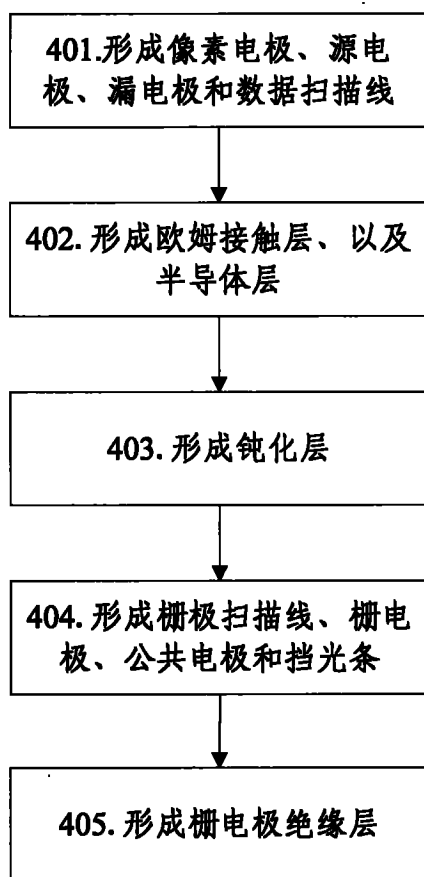 401.形成像素电极、源电
极、漏电极和数据扫描线
402.形成欧姆接触层、以及
半导体层
403.形成钝化层
404.形成栅极扫描线、栅电
极、公共电极和挡光条
405.形成栅电极绝缘层